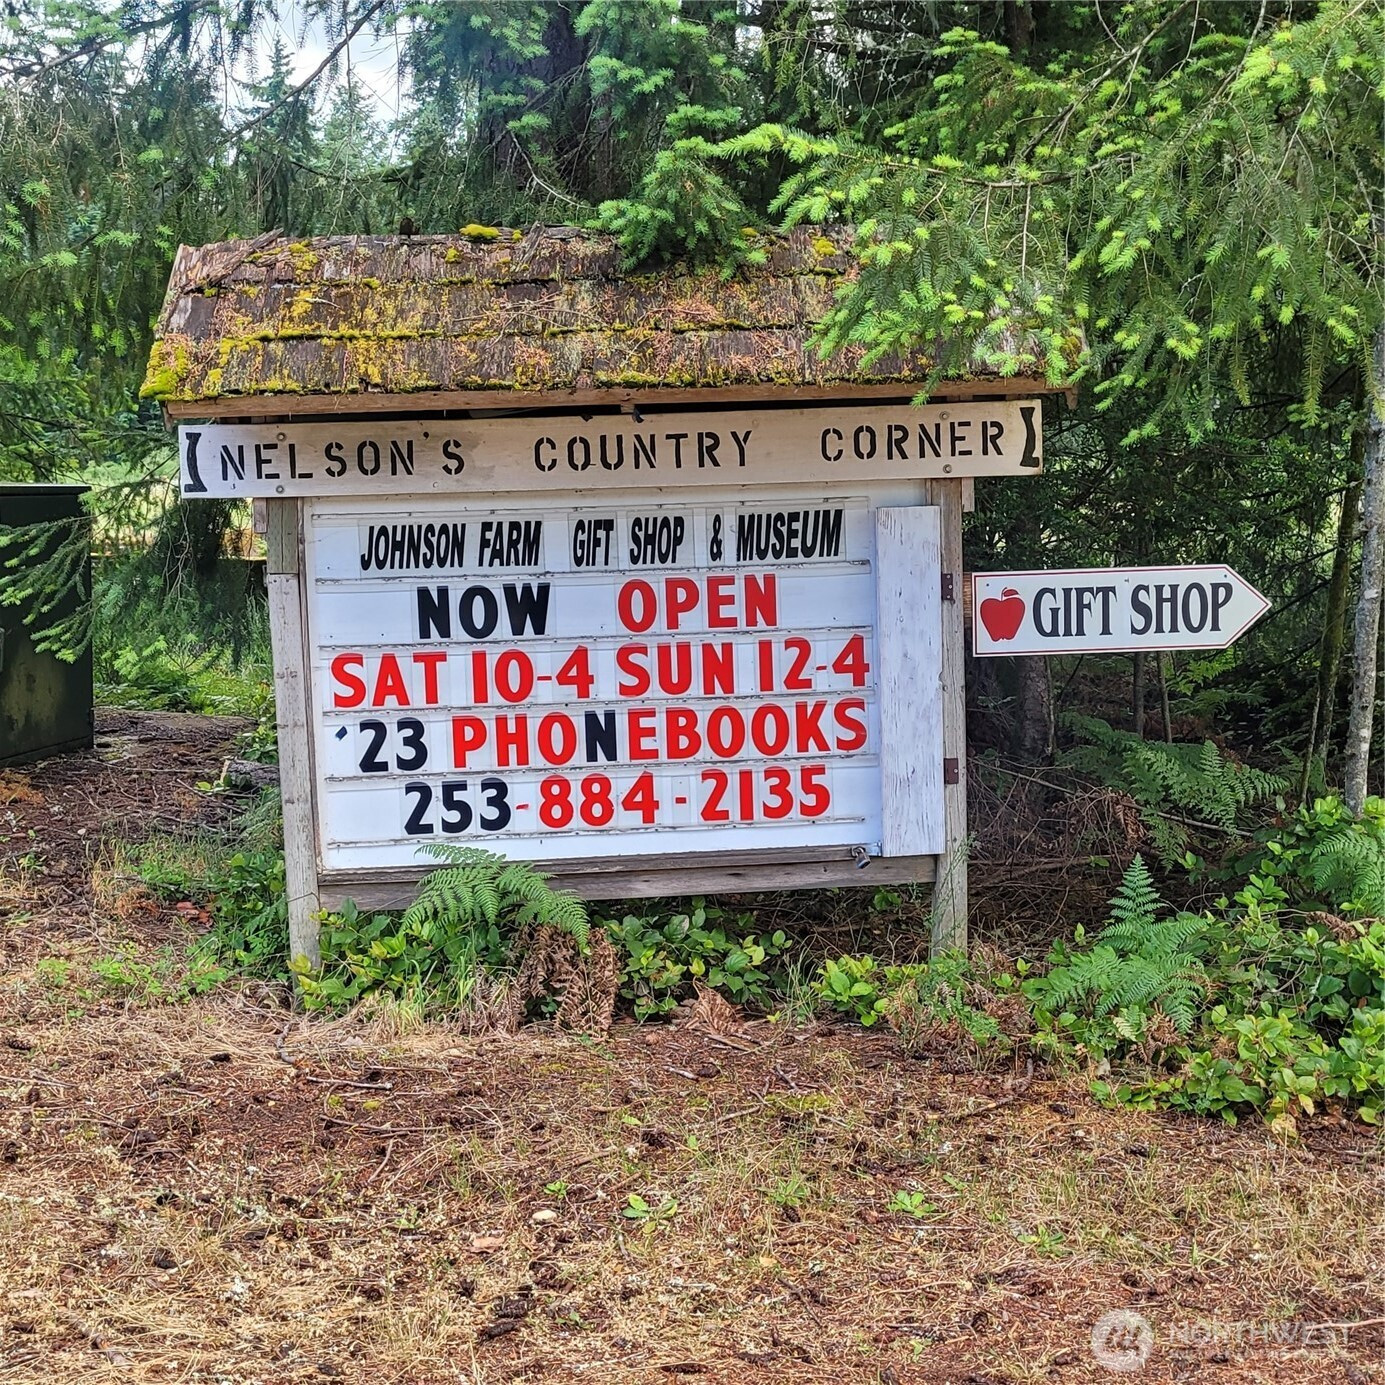 NELSON'S COUNTRY CORNER
JOHNSON FARM GIFT SHOP & MUSEUM
NOW OPEN
SAT 10-4 SUN 12-4
'23 PHONEBOOKS
253-884-2135
GIFT SHOP
NORTHWEST